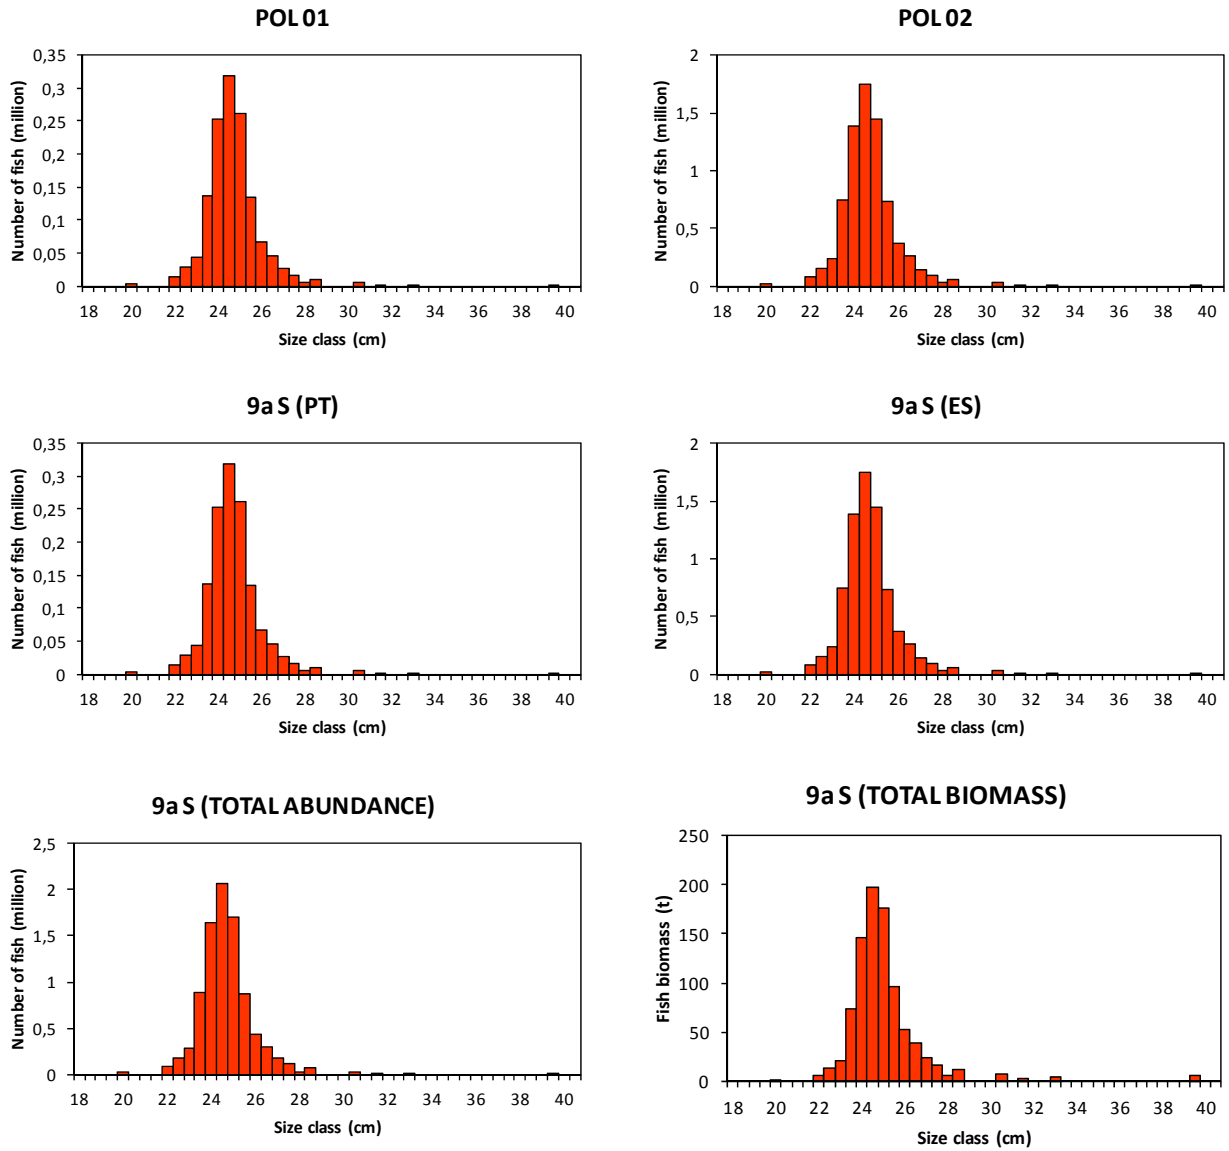 POL 01
Number of fish (million)
0,35
0,3
0,25
0,2
0,15
0,1
0,05
0
18 20 22 24 26 28 30 32 34 36 38 40
Size class (cm)
POL 02
Number of fish (million)
2
1,5
1
0,5
0
18 20 22 24 26 28 30 32 34 36 38 40
Size class (cm)
9a S (PT)
Number of fish (million)
0,35
0,3
0,25
0,2
0,15
0,1
0,05
0
18 20 22 24 26 28 30 32 34 36 38 40
Size class (cm)
9a S (ES)
Number of fish (million)
2
1,5
1
0,5
0
18 20 22 24 26 28 30 32 34 36 38 40
Size class (cm)
9a S (TOTAL ABUNDANCE)
Number of fish (million)
2,5
2
1,5
1
0,5
0
18 20 22 24 26 28 30 32 34 36 38 40
Size class (cm)
9a S (TOTAL BIOMASS)
Fish biomass (t)
250
200
150
100
50
0
18 20 22 24 26 28 30 32 34 36 38 40
Size class (cm)